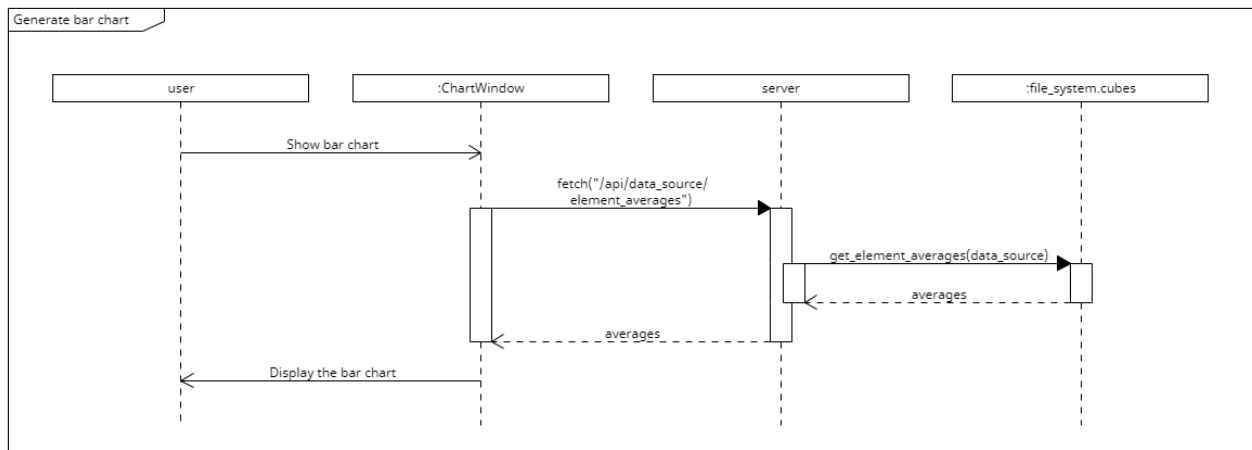 Generate bar chart
user
:ChartWindow
server
:file_system.cubes
Show bar chart
fetch("/api/data_source/
element_averages")
get_element_averages(data_source)
averages
averages
Display the bar chart